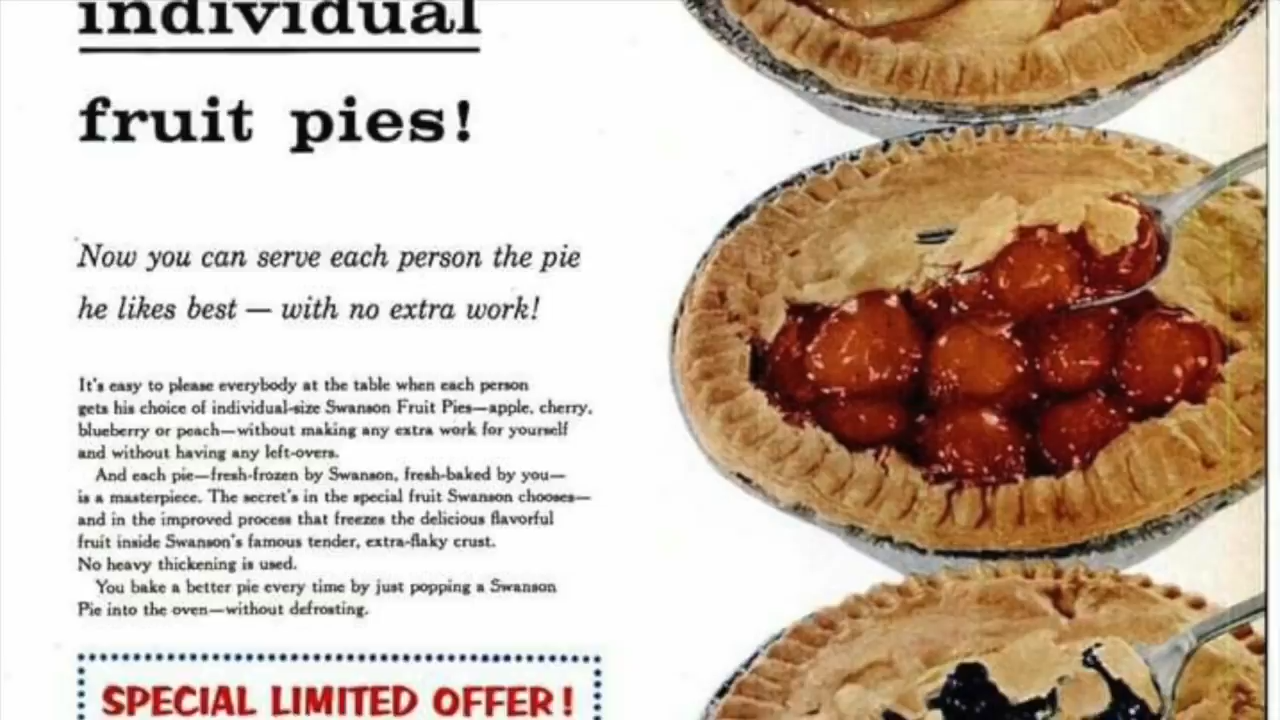 individual
fruit pies!
Now you can serve each person the pie
he likes best — with no extra work!
It's easy to please everybody at the table when each person
gets his choice of individual-size Swanson Fruit Pies—apple, cherry,
blueberry or peach—without making any extra work for yourself
and without having any left-overs.
And each pie—fresh-frozen by Swanson, fresh-baked by you—
is a masterpiece. The secret's in the special fruit Swanson chooses—
and in the improved process that freezes the delicious flavorful
fruit inside Swanson's famous tender, extra-flaky crust.
No heavy thickening is used.
You bake a better pie every time by just popping a Swanson
Pie into the oven—without defrosting.
SPECIAL LIMITED OFFER!